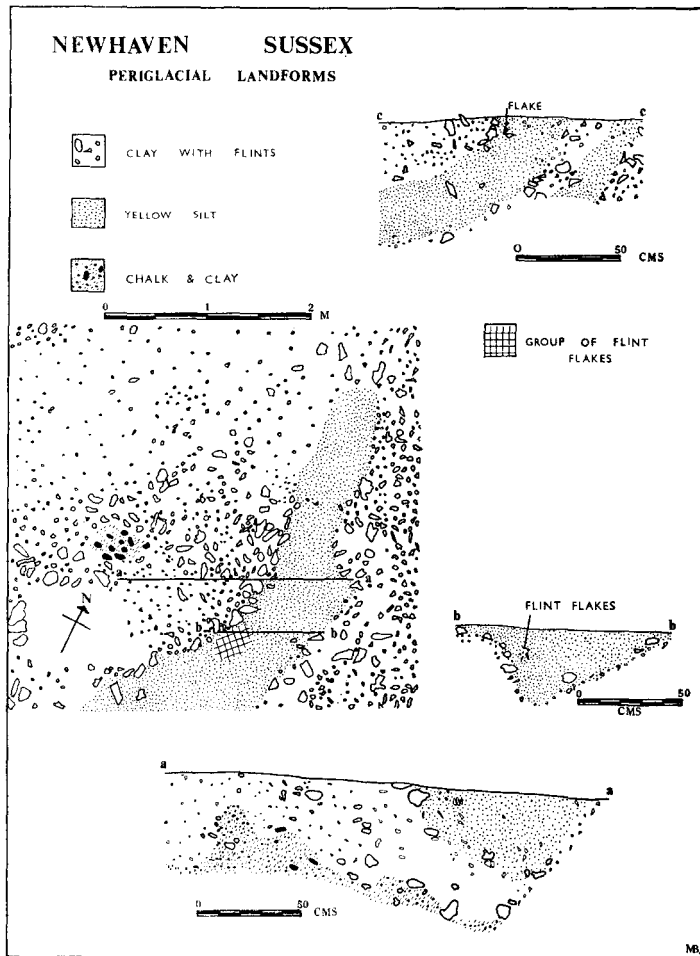 NEWHAVEN SUSSEX
PERIGLACIAL LANDFORMS
CLAY WITH FLINTS
YELLOW SILT
CHALK & CLAY
0 1 2
M
FLAKE
c c
0 50
CMS
GROUP OF FLINT
FLAKES
a a
N
b b
FLINT FLAKES
b b
0 50
CMS
a a
0 50
CMS
MB.